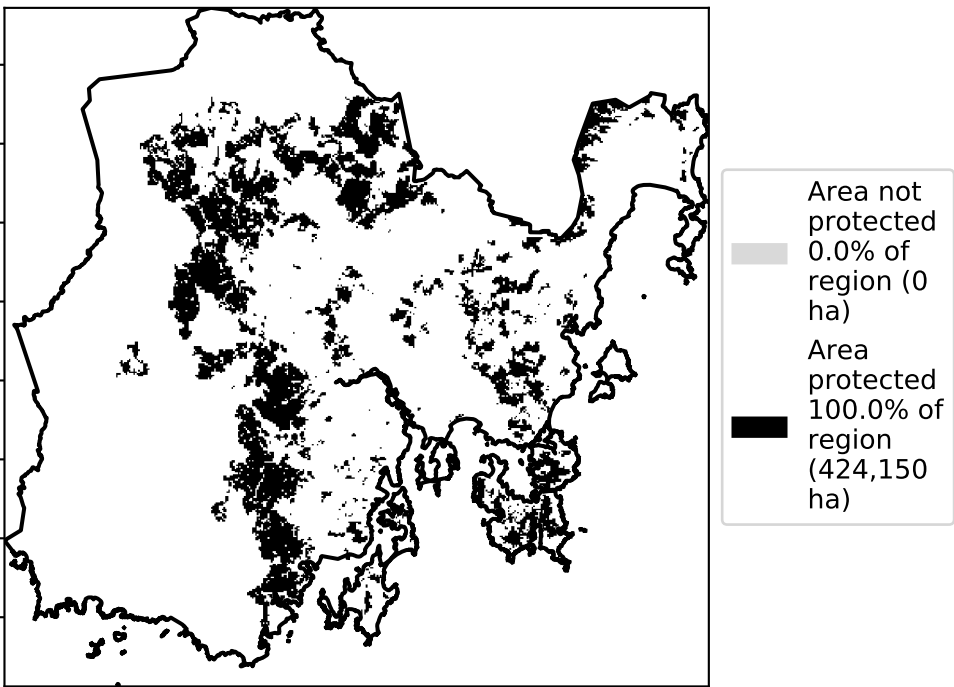 Area not
protected
0.0% of
region (0
ha)
Area
protected
100.0% of
region
(424,150
ha)